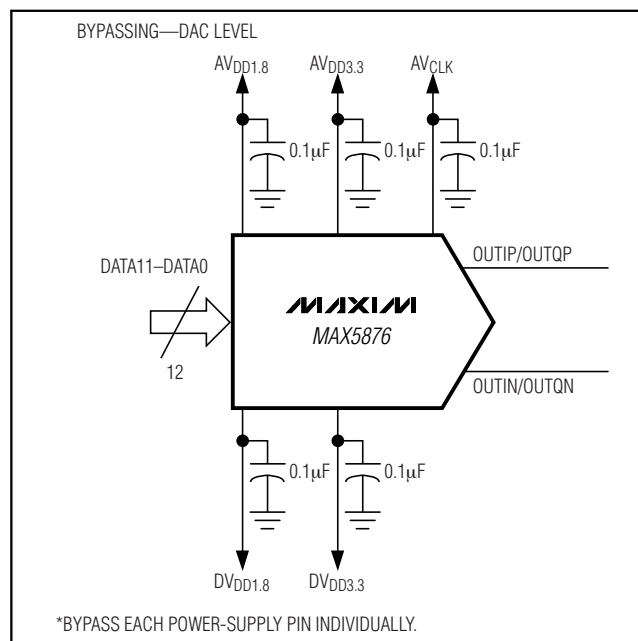 BYPASSING—DAC LEVEL
AVDD1.8 AVDD3.3 AVCLK
0.1µF 0.1µF 0.1µF
OUTIP/OUTQP
DATA11–DATA0
MAXIM
MAX5876
12
OUTIN/OUTQN
0.1µF 0.1µF
DVDD1.8 DVDD3.3
*BYPASS EACH POWER-SUPPLY PIN INDIVIDUALLY.